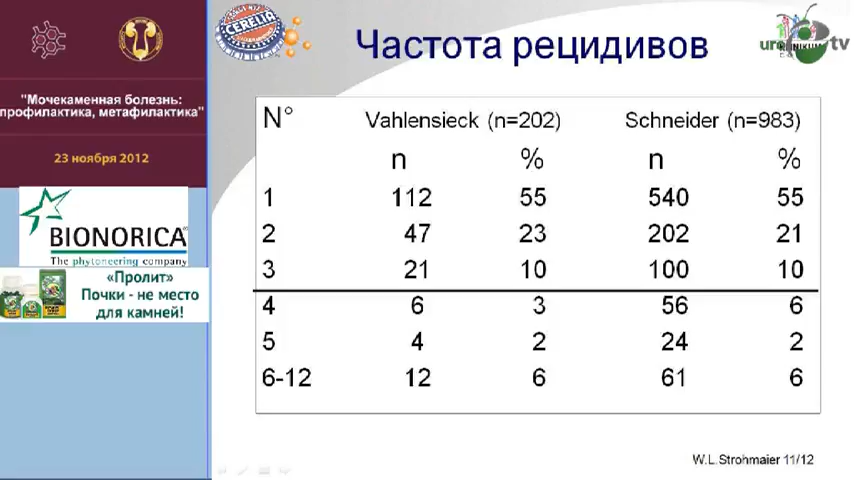 CERELIA
Частота рецидивов
uro
tv
"Мочекаменная болезнь:
профилактика, метафилактика"
23 ноября 2012
BIONORICA®
The phytoneering company
«Пролит»
Почки - не место
для камней!
N° Vahlensieck (n=202) Schneider (n=983)
n % n %
1 112 55 540 55
2 47 23 202 21
3 21 10 100 10
4 6 3 56 6
5 4 2 24 2
6-12 12 6 61 6
W.L.Strohmaier 11/12